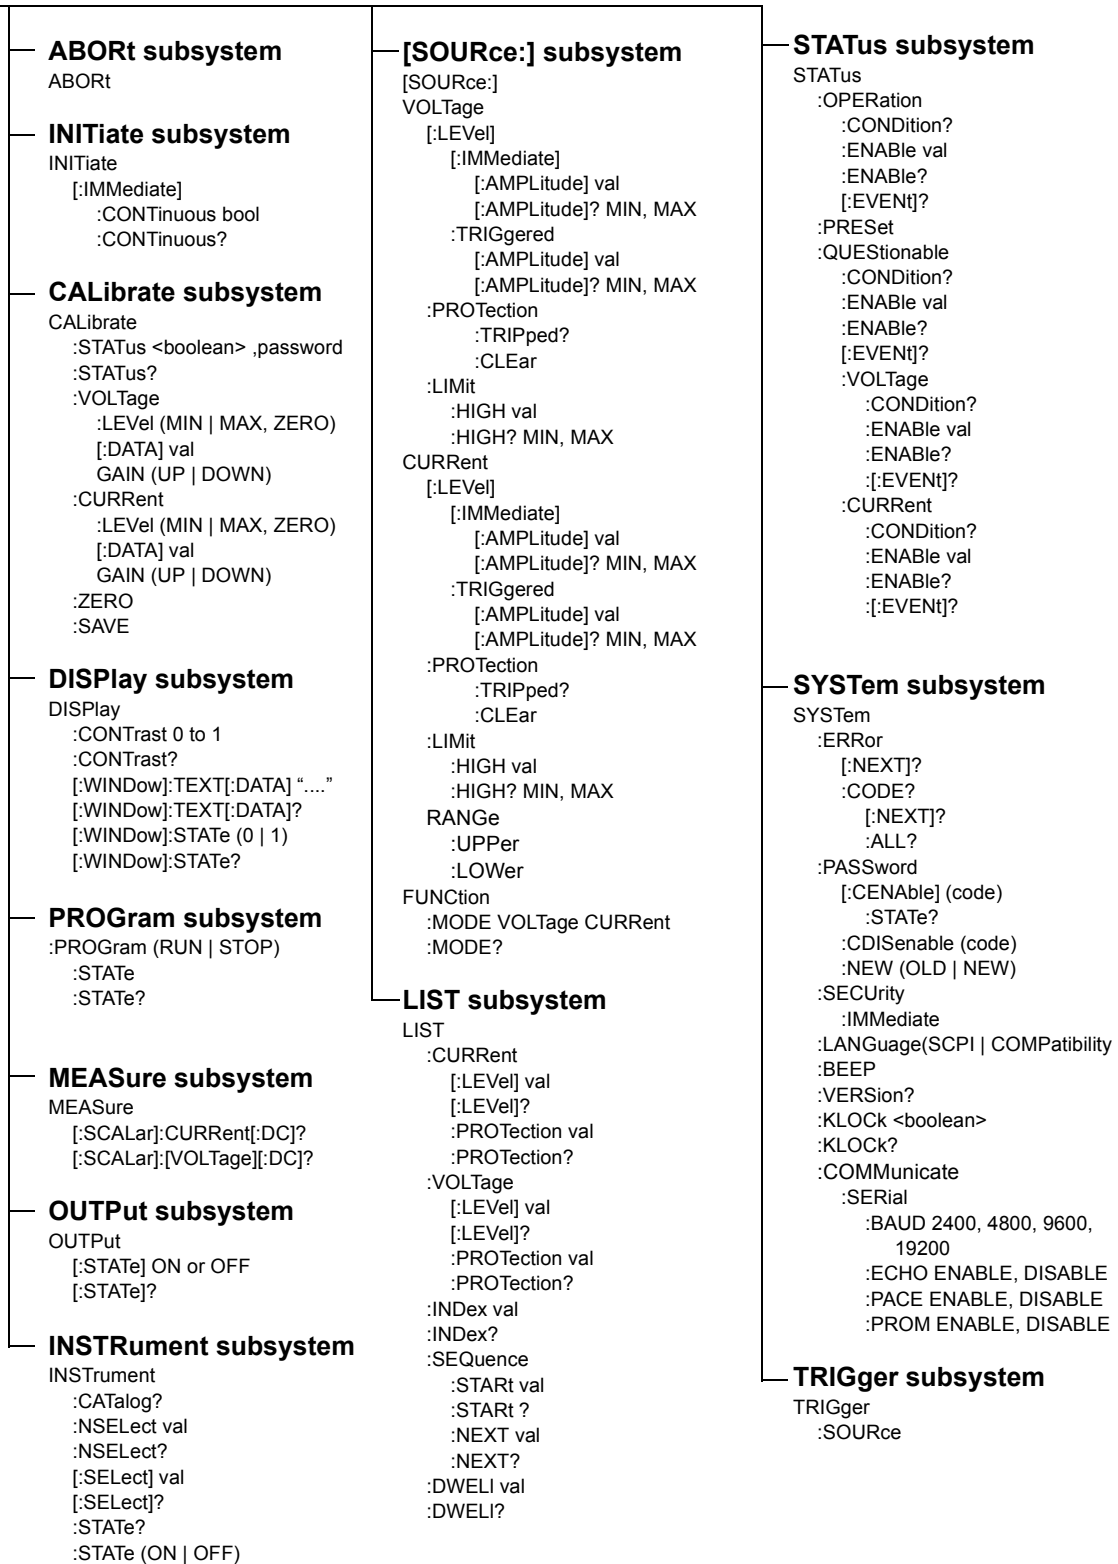 ABORt subsystem
ABORt
INITiate subsystem
INITiate
[:IMMediate]
:CONTinuous bool
:CONTinuous?
CALibrate subsystem
CALibrate
:STATus <boolean> ,password
:STATus?
:VOLTage
:LEVel (MIN | MAX, ZERO)
[:DATA] val
GAIN (UP | DOWN)
:CURRent
:LEVel (MIN | MAX, ZERO)
[:DATA] val
GAIN (UP | DOWN)
:ZERO
:SAVE
DISPlay subsystem
DISPlay
:CONTrast 0 to 1
:CONTrast?
[:WINDow]:TEXT[:DATA] “....”
[:WINDow]:TEXT[:DATA]?
[:WINDow]:STATe (0 | 1)
[:WINDow]:STATe?
PROGram subsystem
:PROGram (RUN | STOP)
:STATe
:STATe?
MEASure subsystem
MEASure
[:SCALar]:CURRent[:DC]?
[:SCALar]:[VOLTage][:DC]?
OUTPut subsystem
OUTPut
[:STATe] ON or OFF
[:STATe]?
INSTRument subsystem
INSTrument
:CATalog?
:NSELect val
:NSELect?
[:SELect] val
[:SELect]?
:STATe?
:STATe (ON | OFF)
[SOURce:] subsystem
[SOURce:]
VOLTage
[:LEVel]
[:IMMediate]
[:AMPLitude] val
[:AMPLitude]? MIN, MAX
:TRIGgered
[:AMPLitude] val
[:AMPLitude]? MIN, MAX
:PROTection
:TRIPped?
:CLEar
:LIMit
:HIGH val
:HIGH? MIN, MAX
CURRent
[:LEVel]
[:IMMediate]
[:AMPLitude] val
[:AMPLitude]? MIN, MAX
:TRIGgered
[:AMPLitude] val
[:AMPLitude]? MIN, MAX
:PROTection
:TRIPped?
:CLEar
:LIMit
:HIGH val
:HIGH? MIN, MAX
RANGe
:UPPer
:LOWer
FUNCtion
:MODE VOLTage CURRent
:MODE?
LIST subsystem
LIST
:CURRent
[:LEVel] val
[:LEVel]?
:PROTection val
:PROTection?
:VOLTage
[:LEVel] val
[:LEVel]?
:PROTection val
:PROTection?
:INDex val
:INDex?
:SEQuence
:STARt val
:STARt ?
:NEXT val
:NEXT?
:DWELl val
:DWELl?
STATus subsystem
STATus
:OPERation
:CONDition?
:ENABle val
:ENABle?
[:EVENt]?
:PRESet
:QUEStionable
:CONDition?
:ENABle val
:ENABle?
[:EVENt]?
:VOLTage
:CONDition?
:ENABle val
:ENABle?
:[:EVENt]?
:CURRent
:CONDition?
:ENABle val
:ENABle?
:[:EVENt]?
SYSTem subsystem
SYSTem
:ERRor
[:NEXT]?
:CODE?
[:NEXT]?
:ALL?
:PASSword
[:CENAble] (code)
:STATe?
:CDISenable (code)
:NEW (OLD | NEW)
:SECUrity
:IMMediate
:LANGuage(SCPI | COMPatibility
:BEEP
:VERSion?
:KLOCk <boolean>
:KLOCk?
:COMMunicate
:SERial
:BAUD 2400, 4800, 9600,
19200
:ECHO ENABLE, DISABLE
:PACE ENABLE, DISABLE
:PROM ENABLE, DISABLE
TRIGger subsystem
TRIGger
:SOURce